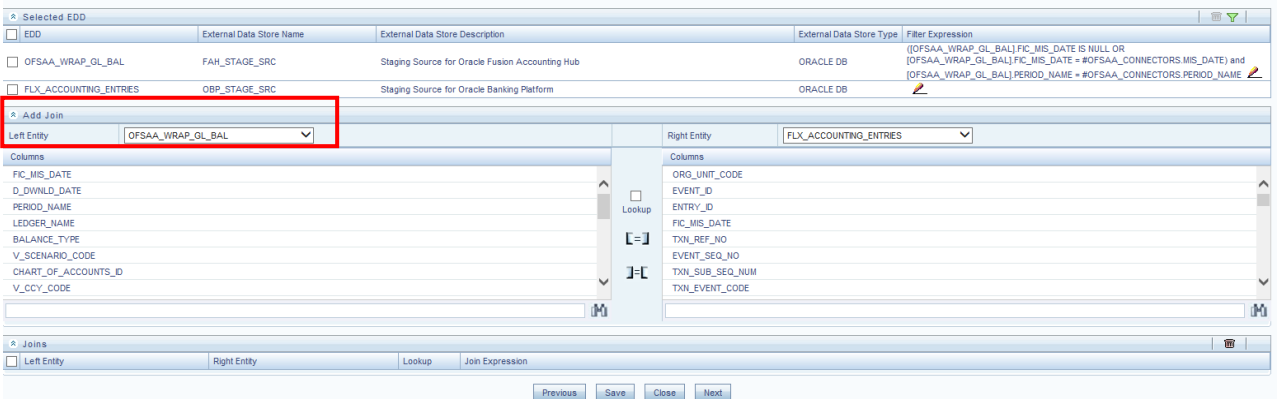 Selected EDD
EDD External Data Store Name External Data Store Description External Data Store Type Filter Expression
OFSAA_WRAP_GL_BAL FAH_STAGE_SRC Staging Source for Oracle Fusion Accounting Hub ORACLE DB ([OFSAA_WRAP_GL_BAL].FIC_MIS_DATE IS NULL OR
[OFSAA_WRAP_GL_BAL].FIC_MIS_DATE = #OFSAA_CONNECTORS.MIS_DATE) and
[OFSAA_WRAP_GL_BAL].PERIOD_NAME = #OFSAA_CONNECTORS.PERIOD_NAME
FLX_ACCOUNTING_ENTRIES OBP_STAGE_SRC Staging Source for Oracle Banking Platform ORACLE DB
Add Join
Left Entity OFSAA_WRAP_GL_BAL Right Entity FLX_ACCOUNTING_ENTRIES
Columns Columns
FIC_MIS_DATE ORG_UNIT_CODE
D_DWNLD_DATE EVENT_ID
PERIOD_NAME Lookup ENTRY_ID
LEDGER_NAME FIC_MIS_DATE
BALANCE_TYPE [=] TXN_REF_NO
V_SCENARIO_CODE EVENT_SEQ_NO
CHART_OF_ACCOUNTS_ID ]=[ TXN_SUB_SEQ_NUM
V_CCY_CODE TXN_EVENT_CODE
Joins
Left Entity Right Entity Lookup Join Expression
Previous Save Close Next